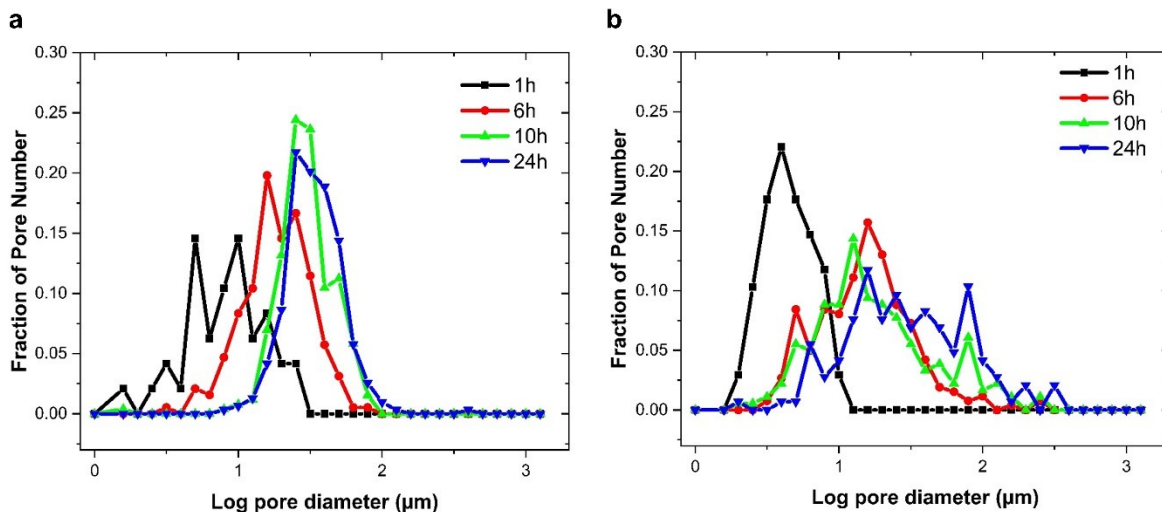 a
0.30
0.25
0.20
0.15
0.10
0.05
0.00
Fraction of Pore Number
1h
6h
10h
24h
0 1 2 3
Log pore diameter (µm)
b
0.30
0.25
0.20
0.15
0.10
0.05
0.00
Fraction of Pore Number
1h
6h
10h
24h
0 1 2 3
Log pore diameter (µm)